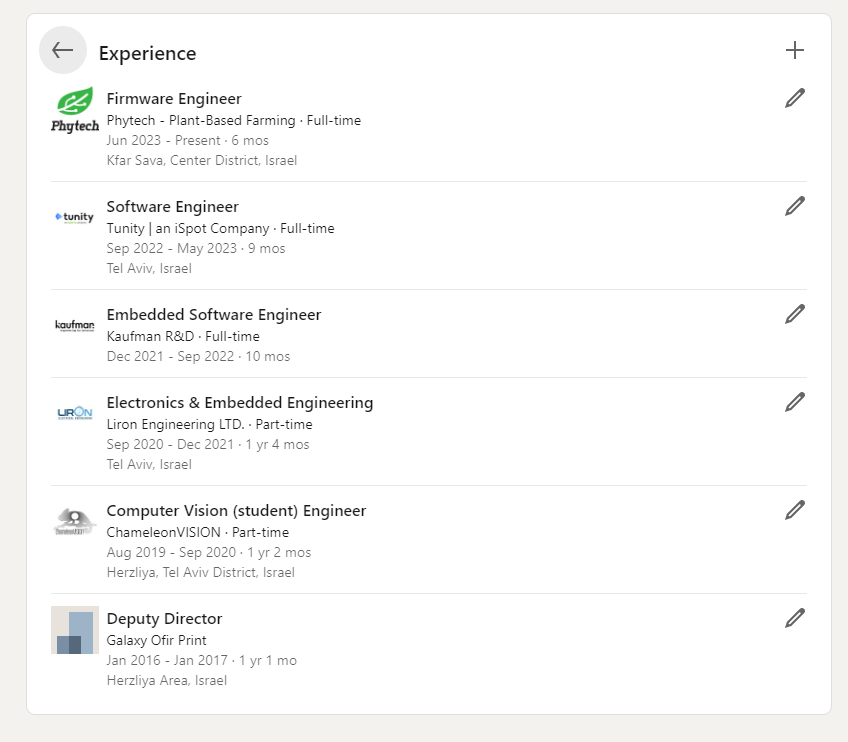 Experience
Phytech
Firmware Engineer
Phytech - Plant-Based Farming · Full-time
Jun 2023 - Present · 6 mos
Kfar Sava, Center District, Israel
tunity
Software Engineer
Tunity | an iSpot Company · Full-time
Sep 2022 - May 2023 · 9 mos
Tel Aviv, Israel
kaufman
Embedded Software Engineer
Kaufman R&D · Full-time
Dec 2021 - Sep 2022 · 10 mos
LIRON
Electronics & Embedded Engineering
Liron Engineering LTD. · Part-time
Sep 2020 - Dec 2021 · 1 yr 4 mos
Tel Aviv, Israel
Computer Vision (student) Engineer
ChameleonVISION · Part-time
Aug 2019 - Sep 2020 · 1 yr 2 mos
Herzliya, Tel Aviv District, Israel
Deputy Director
Galaxy Ofir Print
Jan 2016 - Jan 2017 · 1 yr 1 mo
Herzliya Area, Israel